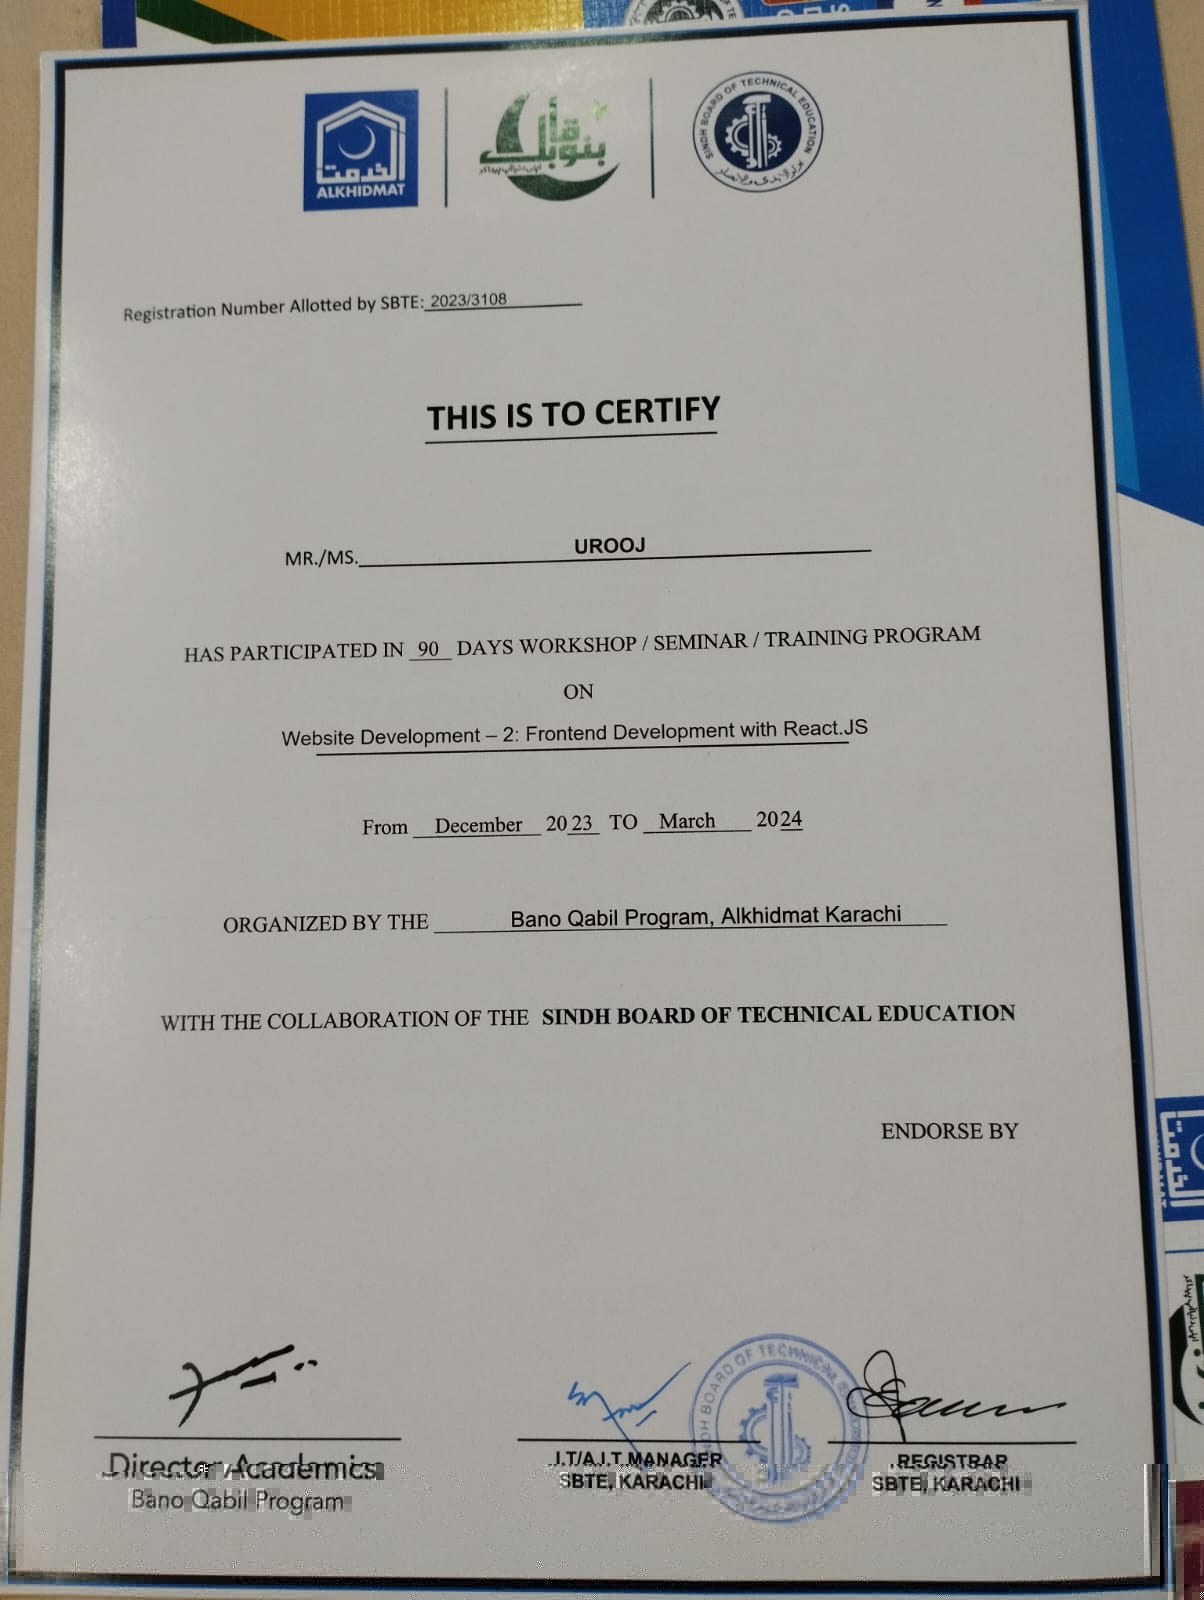 الخدمت
ALKHIDMAT
بنو قابل
SINDH BOARD OF TECHNICAL EDUCATION
Registration Number Allotted by SBTE: 2023/3108
THIS IS TO CERTIFY
MR./MS. UROOJ
HAS PARTICIPATED IN 90 DAYS WORKSHOP / SEMINAR / TRAINING PROGRAM
ON
Website Development – 2: Frontend Development with React.JS
From December 2023 TO March 2024
ORGANIZED BY THE Bano Qabil Program, Alkhidmat Karachi
WITH THE COLLABORATION OF THE SINDH BOARD OF TECHNICAL EDUCATION
ENDORSE BY
Director Academics
Bano Qabil Program
I.T/A.I.T.MANAGER
SBTE, KARACHI
BOARD OF TECHNICAL
REGISTRAR
SBTE, KARACHI